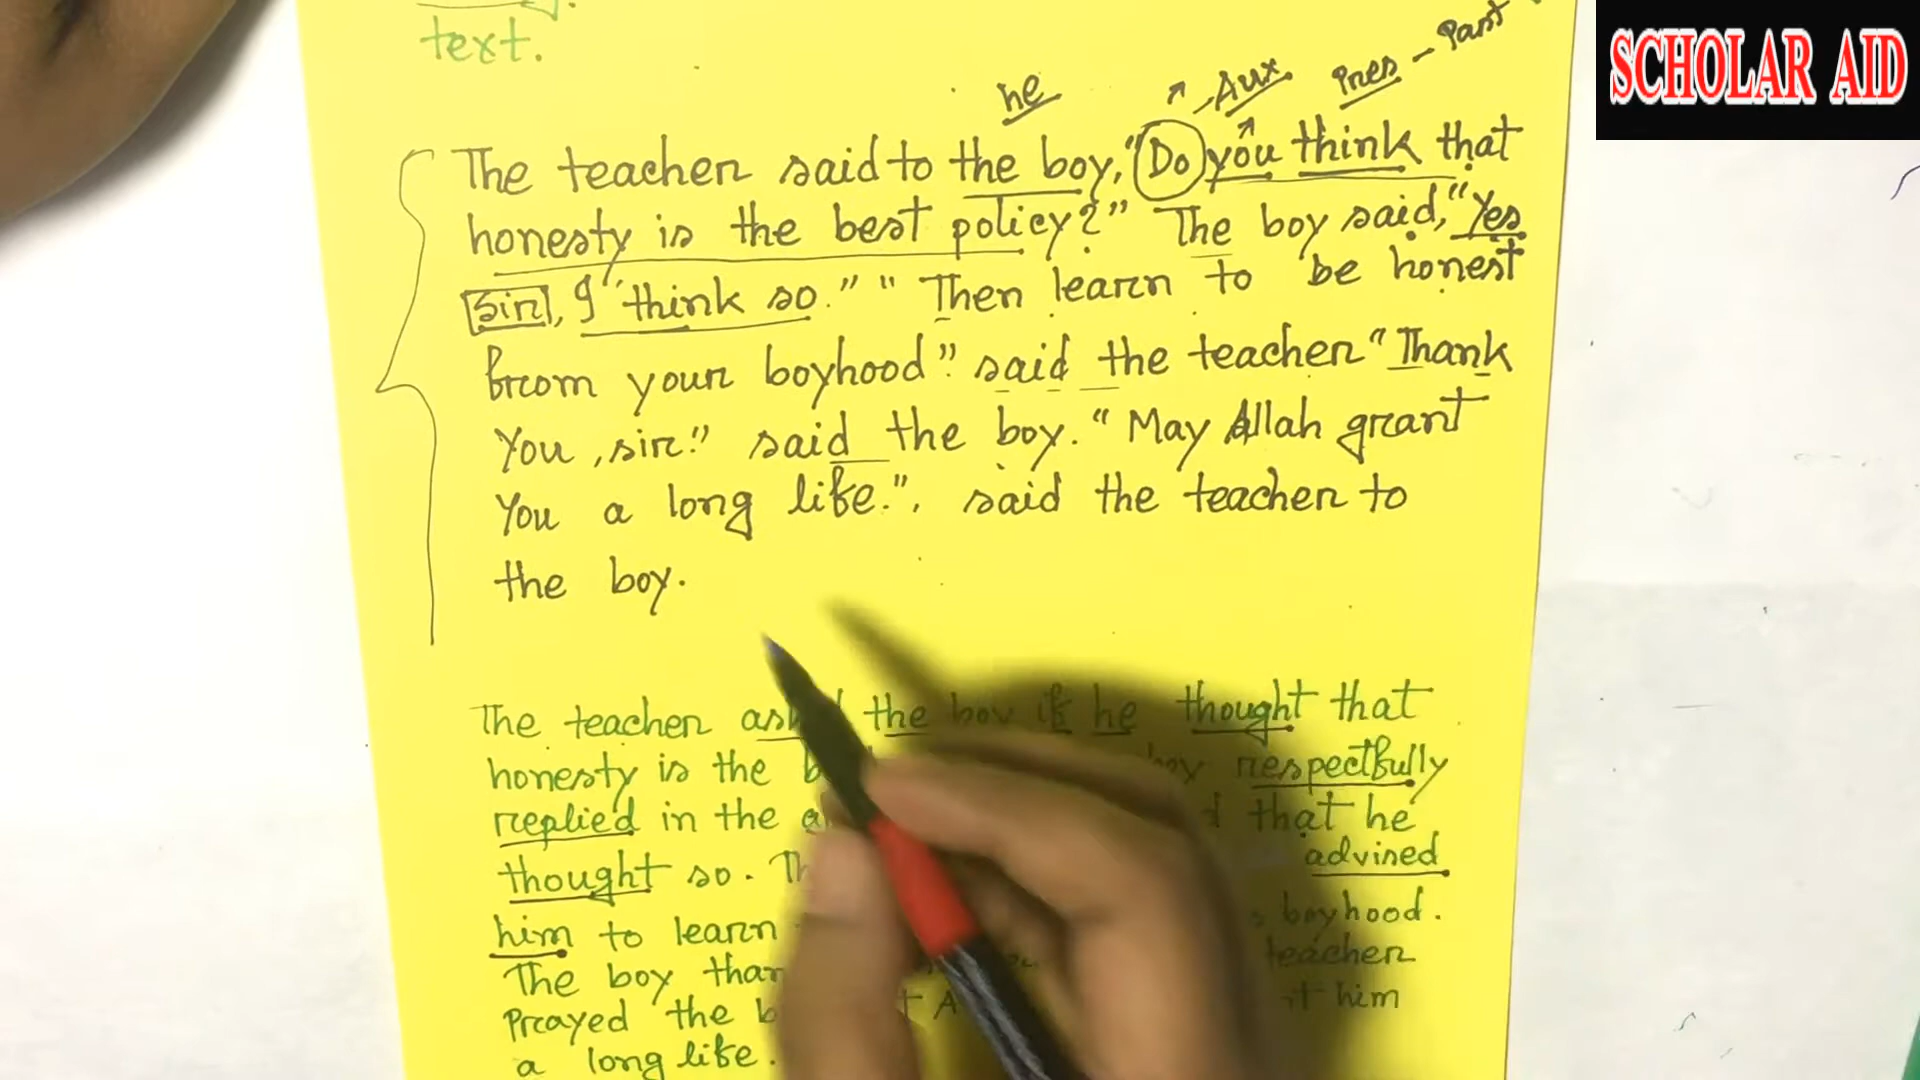 text.
SCHOLAR AID
he
Aux
Pres - Past
The teacher said to the boy, "Do you think that
honesty is the best policy?" The boy said, "Yes
Sir, I think so." "Then learn to be honest
from your boyhood". said the teacher "Thank
You, sir." said the boy. "May Allah grant
You a long life.", said the teacher to
the boy.
The teacher the boy if he thought that
honesty is the respectfully
replied in the that he
thought so. advised
him to learn boyhood.
The boy teacher
Prayed the him
a long life.